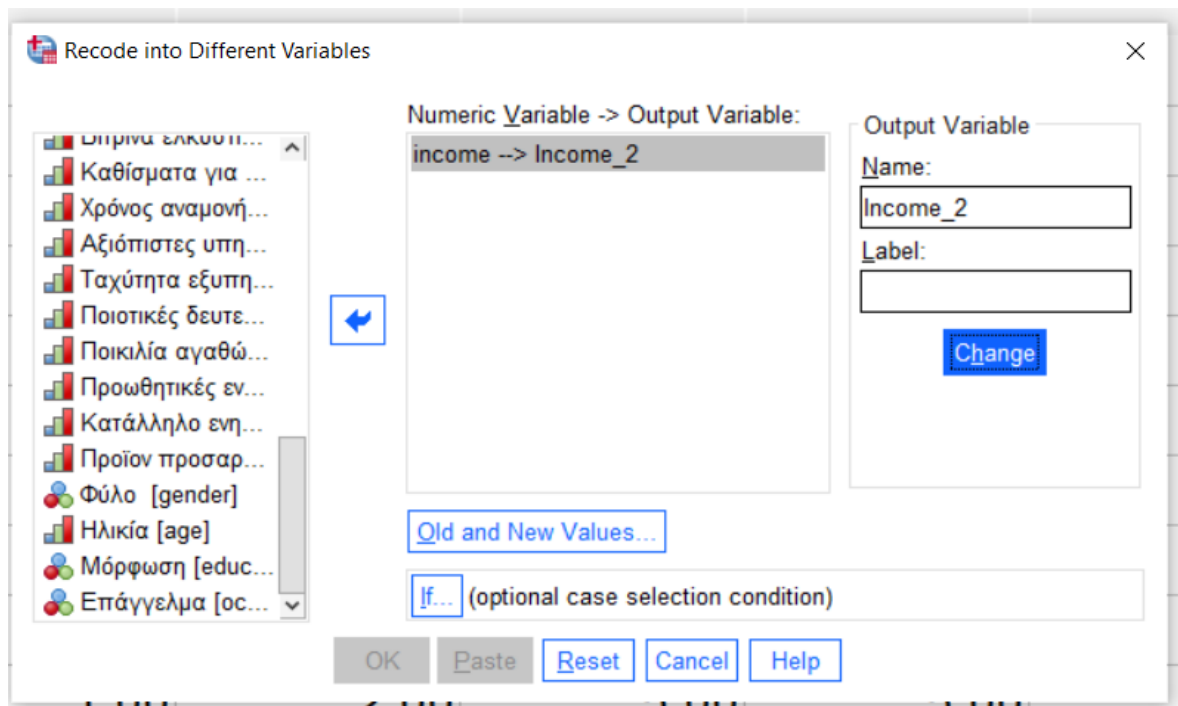 Recode into Different Variables
Numeric Variable -> Output Variable:
Καθίσματα για ...
Χρόνος αναμονή...
Αξιόπιστες υπη...
Ταχύτητα εξυπη...
Ποιοτικές δευτε...
Ποικιλία αγαθώ...
Προωθητικές εν...
Κατάλληλο ενη...
Προϊον προσαρ...
Φύλο [gender]
Ηλικία [age]
Μόρφωση [educ...
Επάγγελμα [oc...
income --> Income_2
Output Variable
Name:
Income_2
Label:
Change
Old and New Values...
If... (optional case selection condition)
OK Paste Reset Cancel Help